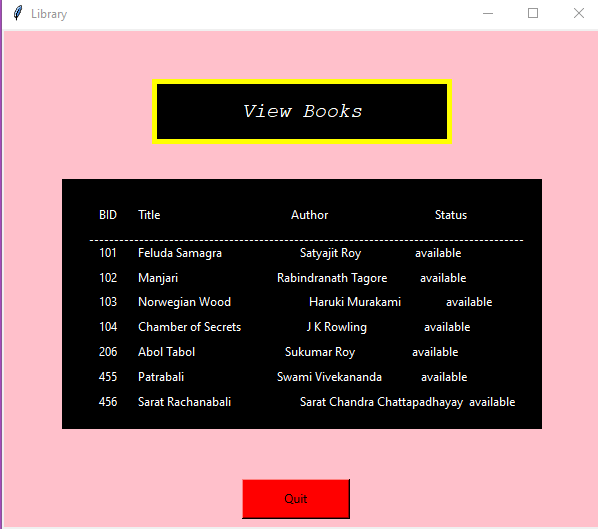 Library
View Books
BID Title Author Status
--------------------------------------------------------------------------
101 Feluda Samagra Satyajit Roy available
102 Manjari Rabindranath Tagore available
103 Norwegian Wood Haruki Murakami available
104 Chamber of Secrets J K Rowling available
206 Abol Tabol Sukumar Roy available
455 Patrabali Swami Vivekananda available
456 Sarat Rachanabali Sarat Chandra Chattapadhayay available
Quit